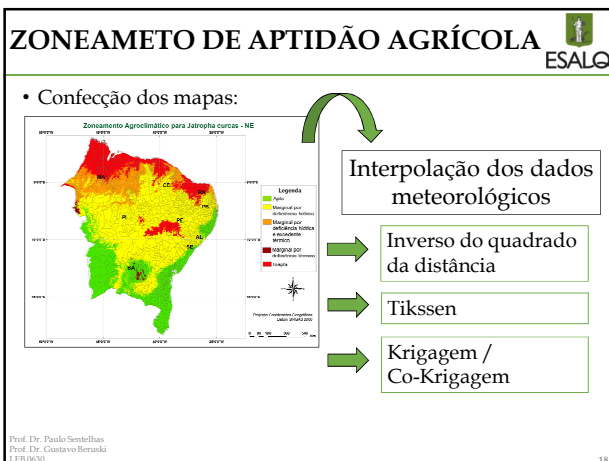 ZONEAMETO DE APTIDÃO AGRÍCOLA
ESALQ
• Confecção dos mapas:
Zoneamento Agroclimático para Jatropha curcas - NE
MA
CE
RN
PB
PI
PE
AL
SE
BA
Legenda
Apta
Marginal por
deficiência hídrica
Marginal por
deficiência hídrica
e excedente
térmico
Marginal por
deficiência térmica
Inapta
Interpolação dos dados
meteorológicos
Inverso do quadrado
da distância
Tikssen
Krigagem /
Co-Krigagem
Prof. Dr. Paulo Sentelhas
Prof. Dr. Gustavo Beruski
LEB 0630
18